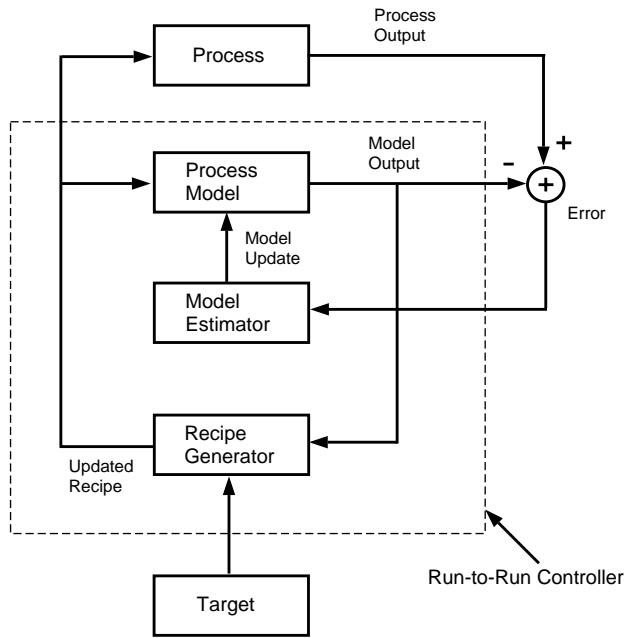 Process
Output
Process
+
Model
Output
-
Process
Model
+
Error
Model
Update
Model
Estimator
Recipe
Generator
Updated
Recipe
Run-to-Run Controller
Target